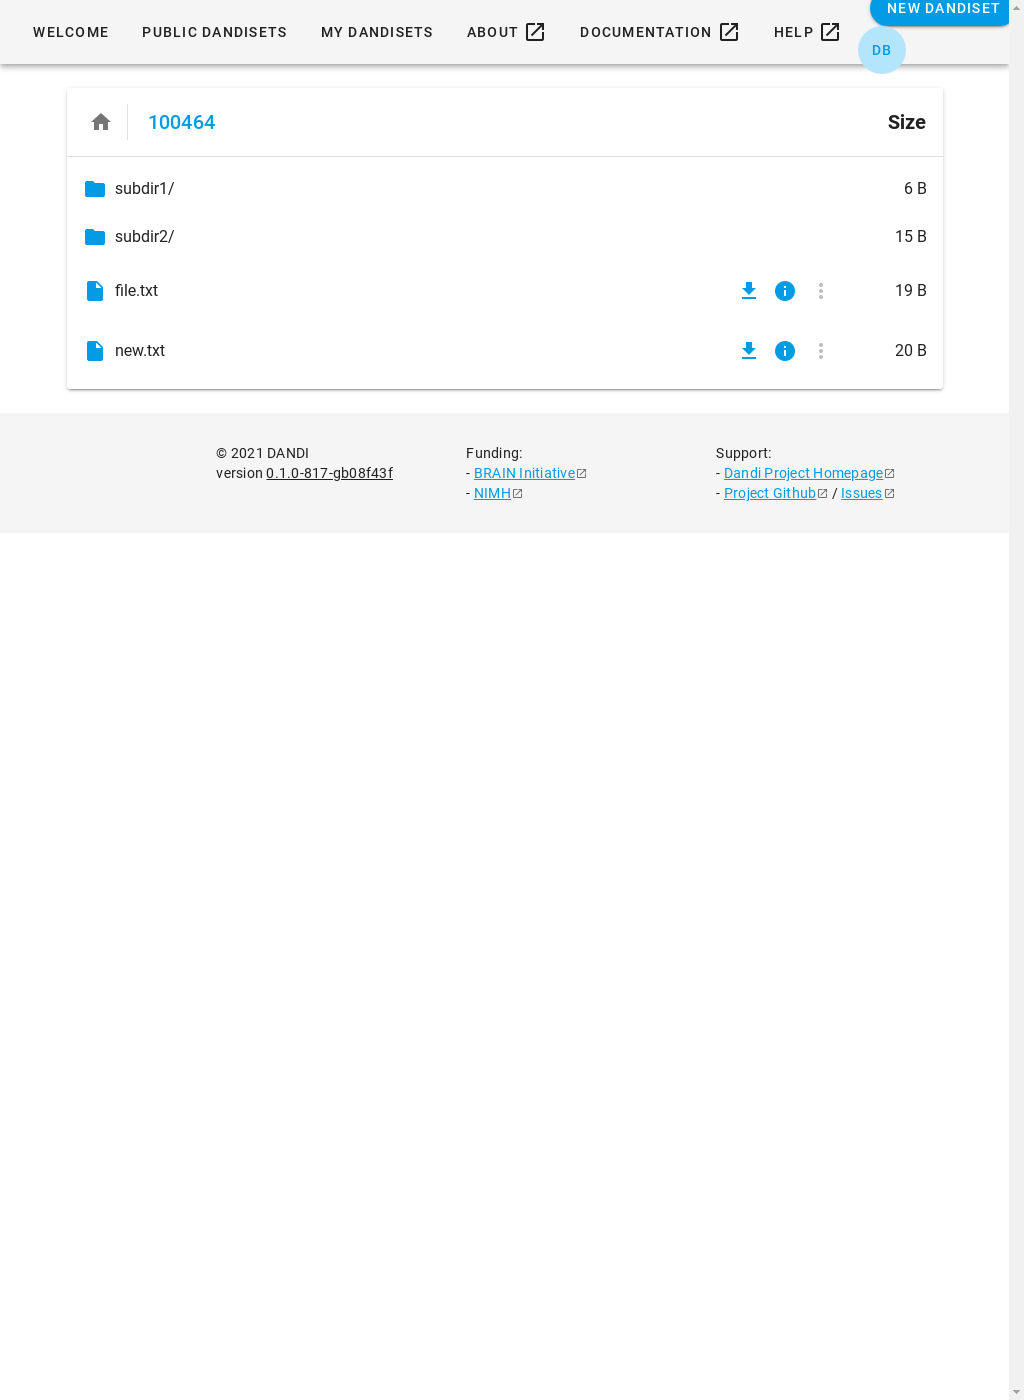 NEW DANDISET
WELCOME PUBLIC DANDISETS MY DANDISETS ABOUT DOCUMENTATION HELP
DB
100464 Size
subdir1/ 6 B
subdir2/ 15 B
file.txt 19 B
new.txt 20 B
© 2021 DANDI
version 0.1.0-817-gb08f43f
Funding:
- BRAIN Initiative
- NIMH
Support:
- Dandi Project Homepage
- Project Github / Issues